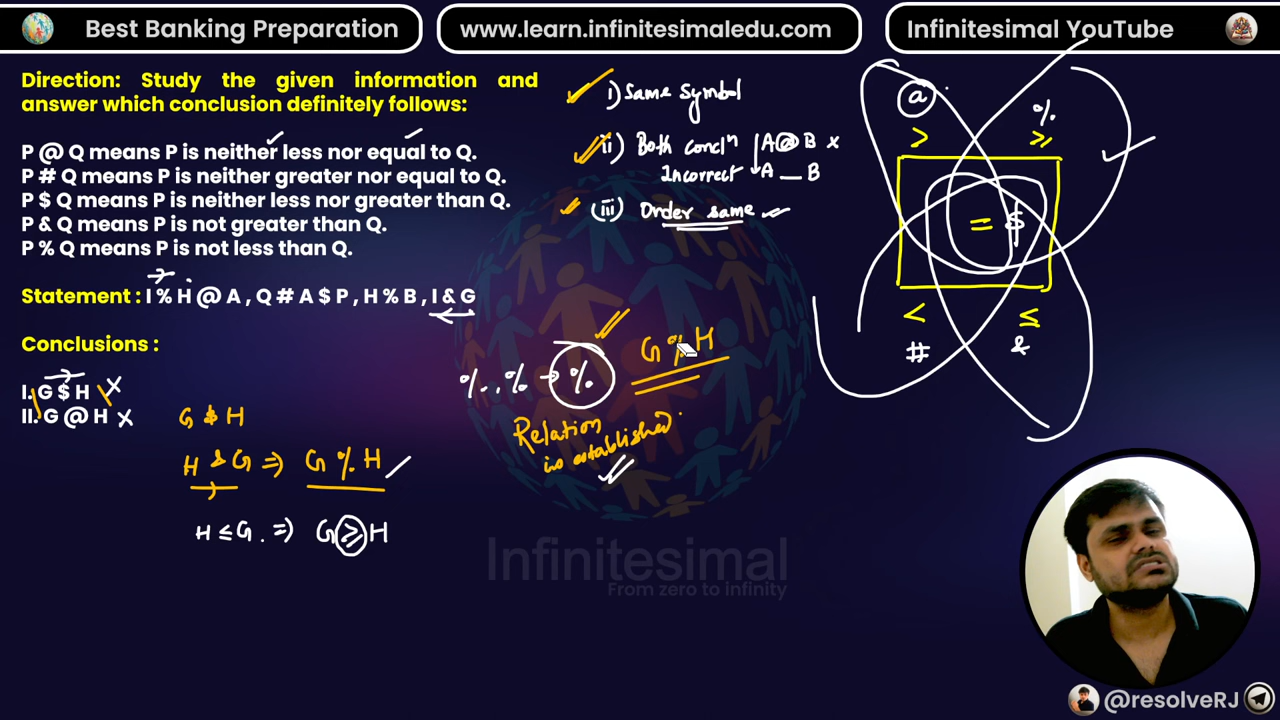 Best Banking Preparation
www.learn.infinitesimaledu.com
Infinitesimal YouTube
Direction: Study the given information and
answer which conclusion definitely follows:
P @ Q means P is neither less nor equal to Q.
P # Q means P is neither greater nor equal to Q.
P $ Q means P is neither less nor greater than Q.
P & Q means P is not greater than Q.
P % Q means P is not less than Q.
Statement : I % H @ A , Q # A $ P , H % B , I & G
Conclusions :
I. G $ H ×
II. G @ H ×
G $ H
H & G ⇒ G % H
H ≤ G . ⇒ G ≥ H
i) Same symbol
ii) Both concln A @ B ×
Incorrect A __ B
(iii) Order same
%, % → %
G % H
Relation
is established
@ %
> ≥
= $
< ≤
# &
Infinitesimal
From zero to infinity
@resolveRJ